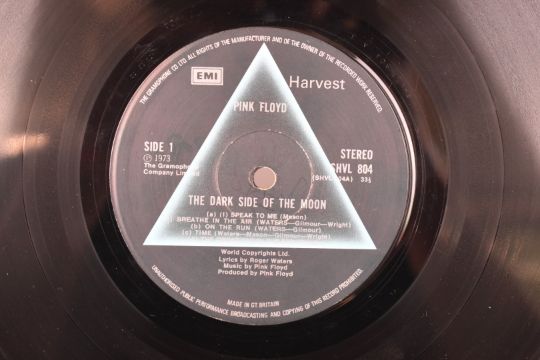 THE GRAMOPHONE CO LTD. ALL RIGHTS OF THE MANUFACTURER AND OF THE OWNER OF THE RECORDED WORK RESERVED.
EMI
Harvest
PINK FLOYD
SIDE 1
℗ 1973
The Gramophone
Company Limited
STEREO
SHVL 804
(SHVL 804A) 33⅓
THE DARK SIDE OF THE MOON
(a) (i) SPEAK TO ME (Mason)
BREATHE IN THE AIR (WATERS-Gilmour-Wright)
(b) ON THE RUN (WATERS-Gilmour)
(c) TIME (Waters-Mason-Gilmour-Wright)
World Copyrights Ltd.
Lyrics by Roger Waters
Music by Pink Floyd
Produced by Pink Floyd
MADE IN GT BRITAIN
UNAUTHORISED PUBLIC PERFORMANCE BROADCASTING AND COPYING OF THIS RECORD PROHIBITED.